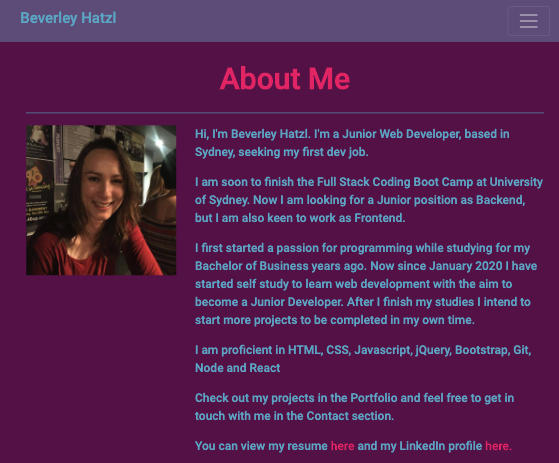 Beverley Hatzl
About Me
Hi, I'm Beverley Hatzl. I'm a Junior Web Developer, based in
Sydney, seeking my first dev job.
I am soon to finish the Full Stack Coding Boot Camp at University
of Sydney. Now I am looking for a Junior position as Backend,
but I am also keen to work as Frontend.
I first started a passion for programming while studying for my
Bachelor of Business years ago. Now since January 2020 I have
started self study to learn web development with the aim to
become a Junior Developer. After I finish my studies I intend to
start more projects to be completed in my own time.
I am proficient in HTML, CSS, Javascript, jQuery, Bootstrap, Git,
Node and React
Check out my projects in the Portfolio and feel free to get in
touch with me in the Contact section.
You can view my resume here and my LinkedIn profile here.